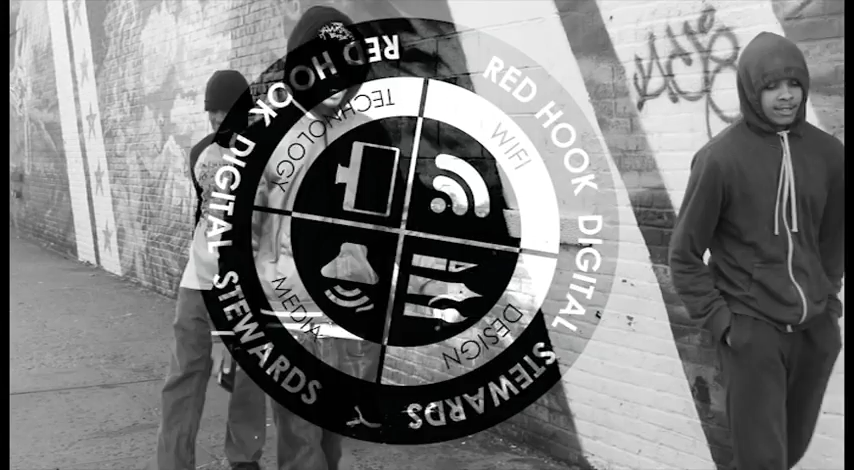 RED HOOK DIGITAL STEWARDS
RED HOOK DIGITAL STEWARDS
TECHNOLOGY
WIFI
MEDIA
DESIGN